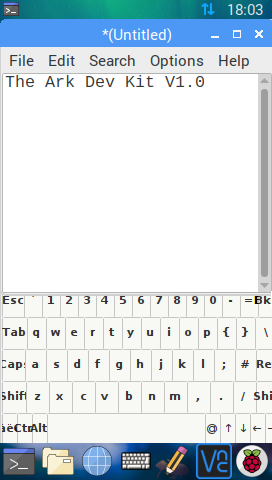 18:03
*(Untitled)
File Edit Search Options Help
The Ark Dev Kit V1.0
Esc ` 1 2 3 4 5 6 7 8 9 0 - = Bk
Tab q w e r t y u i o p { } \
Caps a s d f g h j k l ; # Re
Shift z x c v b n m , . / Shi
Ctr Alt @ ↑ ↓ ← →